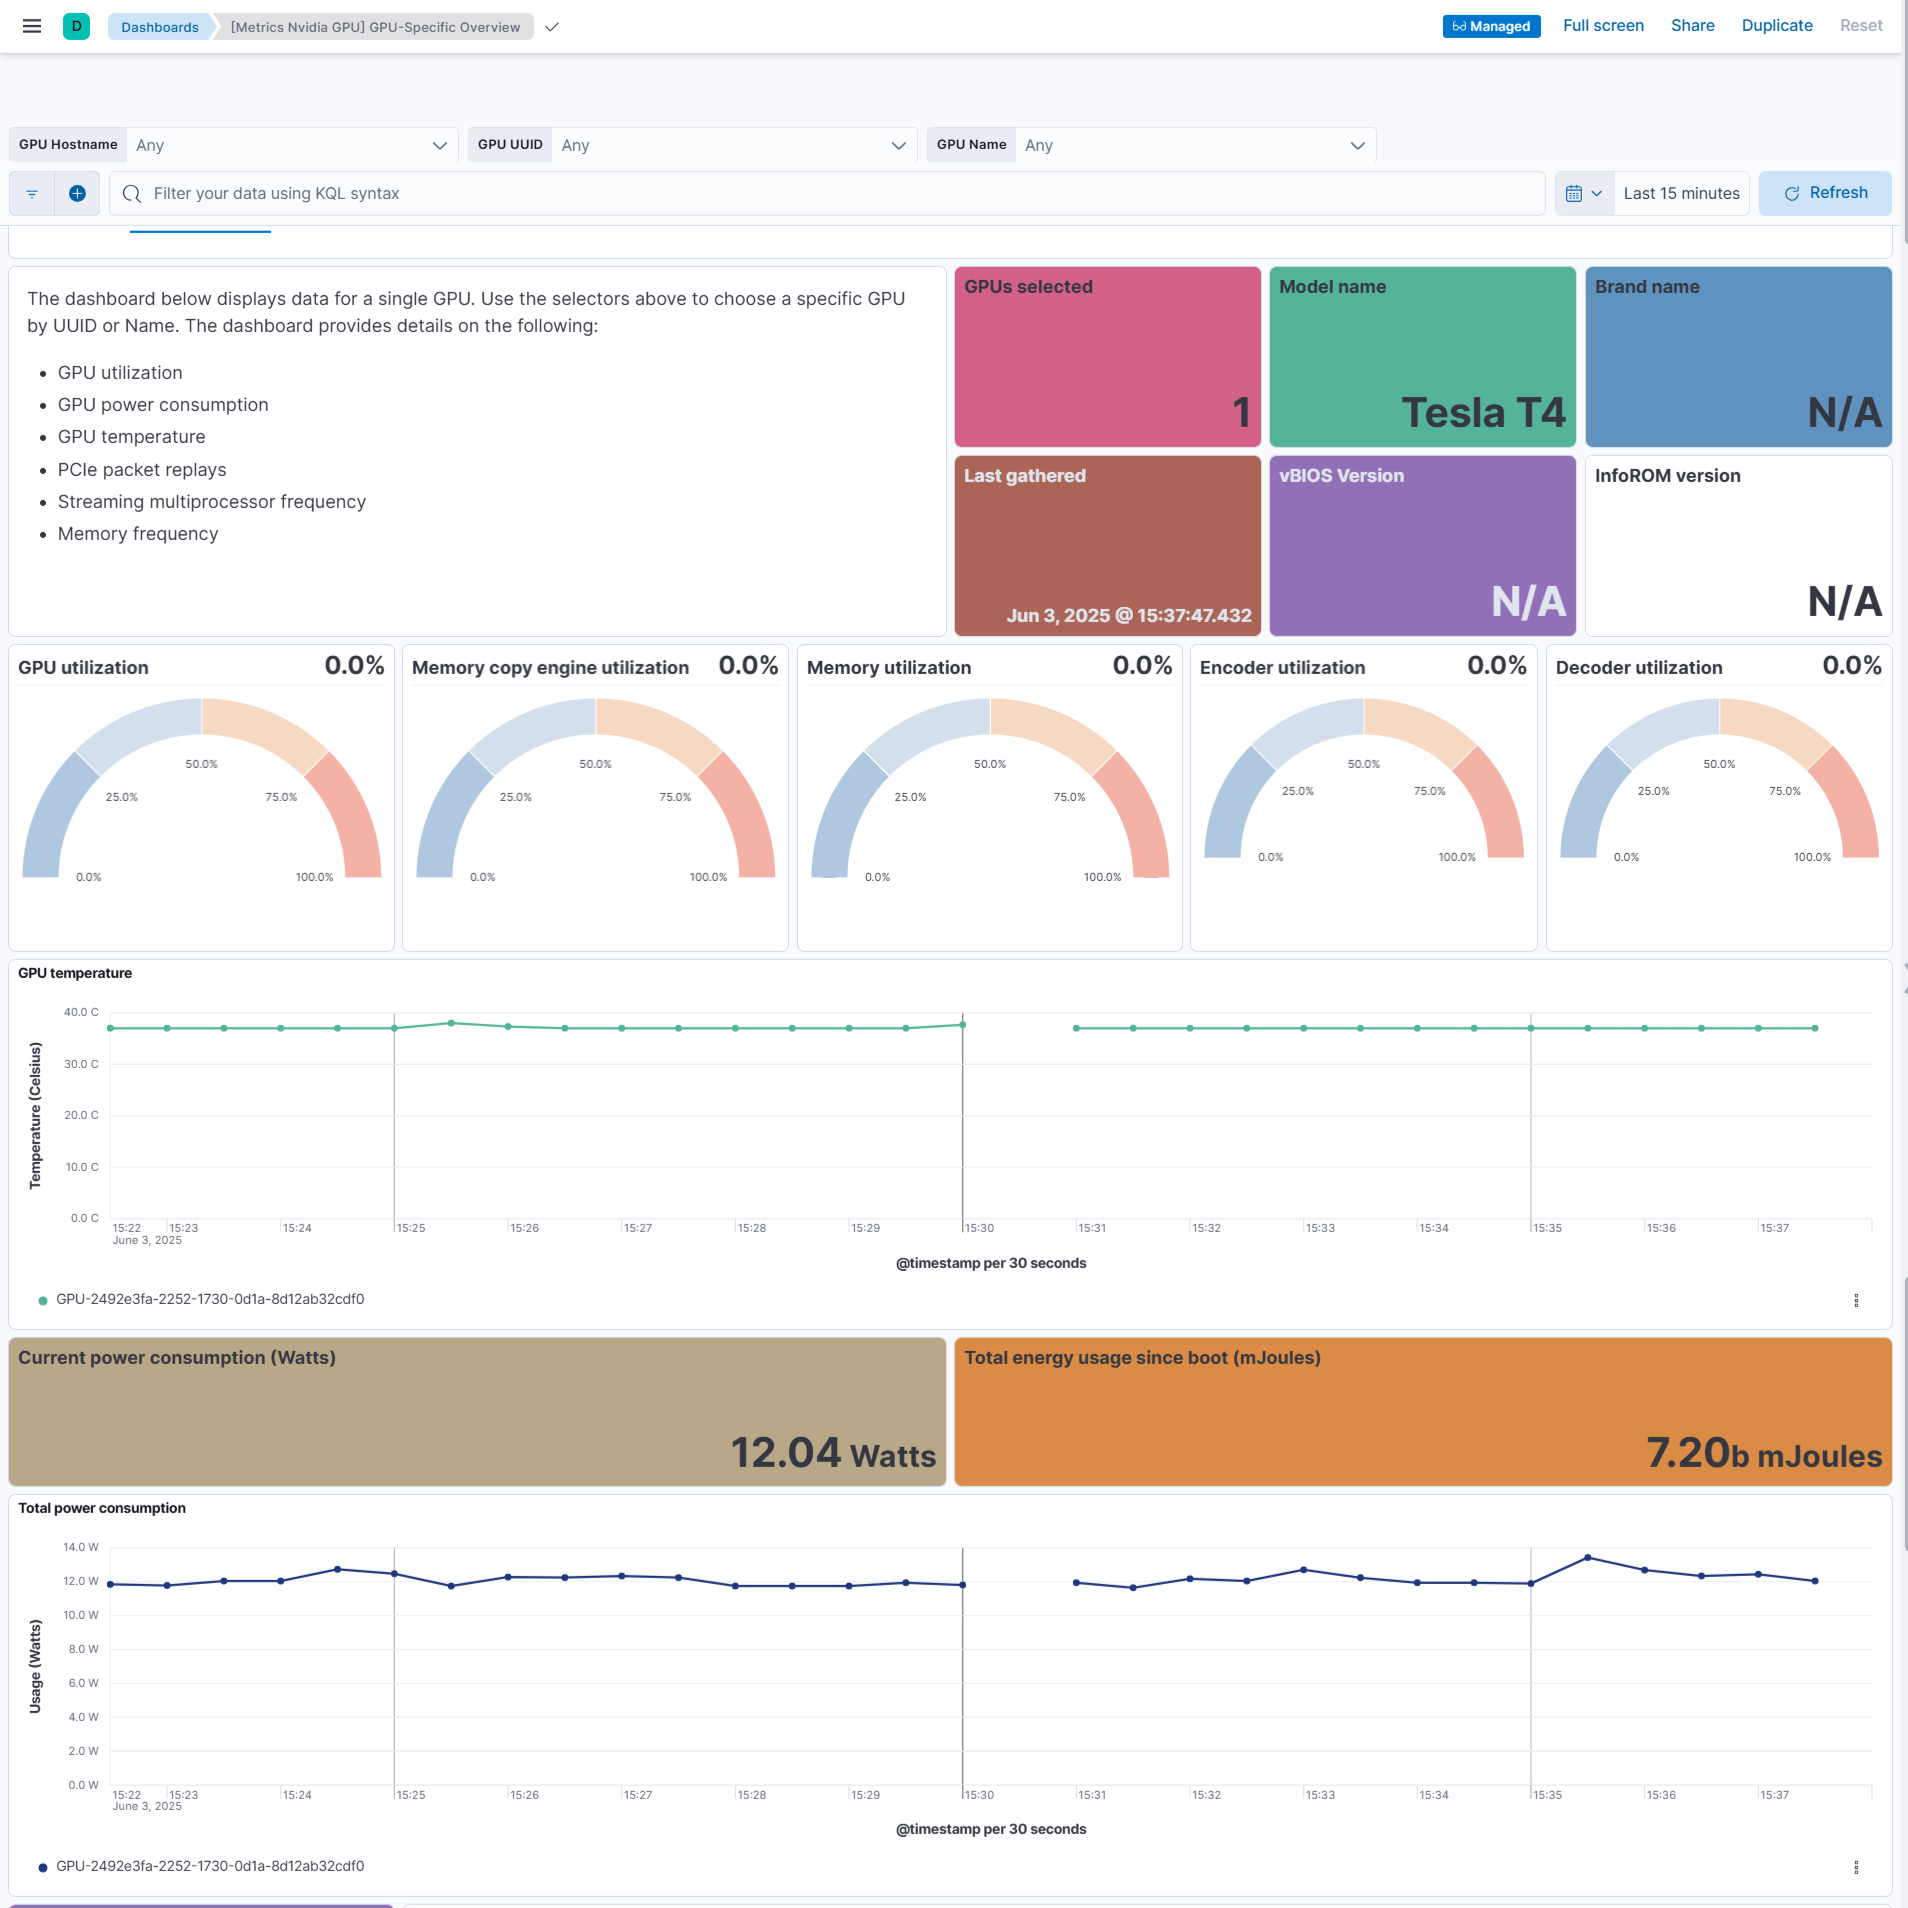 D
Dashboards
[Metrics Nvidia GPU] GPU-Specific Overview
Managed
Full screen
Share
Duplicate
Reset
GPU Hostname Any
GPU UUID Any
GPU Name Any
Filter your data using KQL syntax
Last 15 minutes
Refresh
The dashboard below displays data for a single GPU. Use the selectors above to choose a specific GPU
by UUID or Name. The dashboard provides details on the following:
• GPU utilization
• GPU power consumption
• GPU temperature
• PCIe packet replays
• Streaming multiprocessor frequency
• Memory frequency
GPUs selected
1
Model name
Tesla T4
Brand name
N/A
Last gathered
Jun 3, 2025 @ 15:37:47.432
vBIOS Version
N/A
InfoROM version
N/A
GPU utilization 0.0%
50.0%
25.0% 75.0%
0.0% 100.0%
Memory copy engine utilization 0.0%
50.0%
25.0% 75.0%
0.0% 100.0%
Memory utilization 0.0%
50.0%
25.0% 75.0%
0.0% 100.0%
Encoder utilization 0.0%
50.0%
25.0% 75.0%
0.0% 100.0%
Decoder utilization 0.0%
50.0%
25.0% 75.0%
0.0% 100.0%
GPU temperature
Temperature (Celsius)
40.0 C
30.0 C
20.0 C
10.0 C
0.0 C
15:22 15:23 15:24 15:25 15:26 15:27 15:28 15:29 15:30 15:31 15:32 15:33 15:34 15:35 15:36 15:37
June 3, 2025
@timestamp per 30 seconds
GPU-2492e3fa-2252-1730-0d1a-8d12ab32cdf0
Current power consumption (Watts)
12.04 Watts
Total energy usage since boot (mJoules)
7.20b mJoules
Total power consumption
Usage (Watts)
14.0 W
12.0 W
10.0 W
8.0 W
6.0 W
4.0 W
2.0 W
0.0 W
15:22 15:23 15:24 15:25 15:26 15:27 15:28 15:29 15:30 15:31 15:32 15:33 15:34 15:35 15:36 15:37
June 3, 2025
@timestamp per 30 seconds
GPU-2492e3fa-2252-1730-0d1a-8d12ab32cdf0